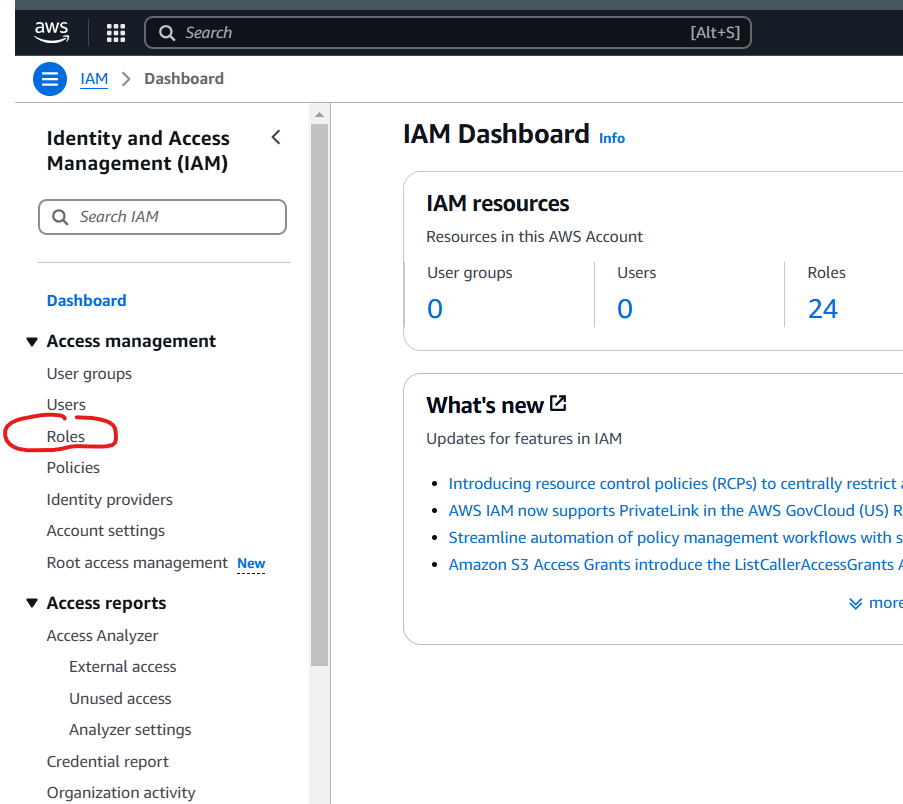 aws
Search [Alt+S]
IAM Dashboard
Identity and Access
Management (IAM)
Search IAM
Dashboard
Access management
User groups
Users
Roles
Policies
Identity providers
Account settings
Root access management New
Access reports
Access Analyzer
External access
Unused access
Analyzer settings
Credential report
Organization activity
IAM Dashboard Info
IAM resources
Resources in this AWS Account
User groups Users Roles
0 0 24
What's new
Updates for features in IAM
Introducing resource control policies (RCPs) to centrally restrict
AWS IAM now supports PrivateLink in the AWS GovCloud (US) R
Streamline automation of policy management workflows with s
Amazon S3 Access Grants introduce the ListCallerAccessGrants A
more